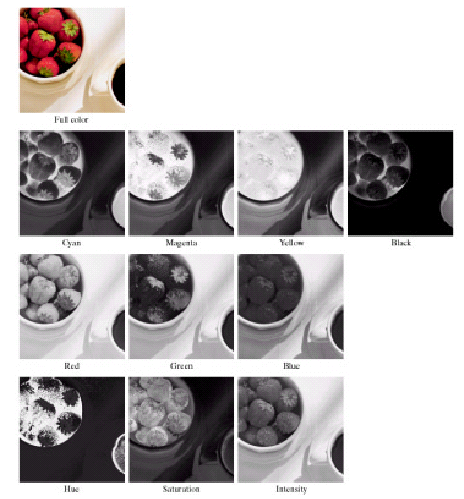 Full color
Cyan Magenta Yellow Black
Red Green Blue
Hue Saturation Intensity